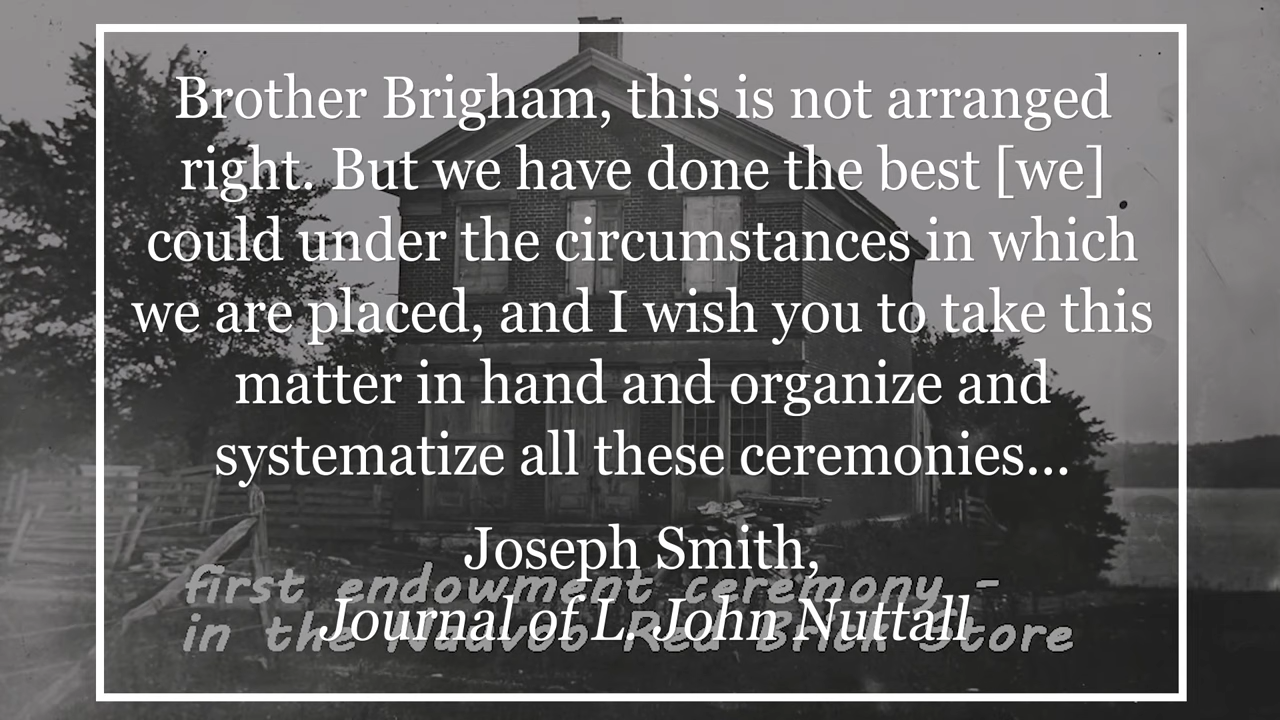 Brother Brigham, this is not arranged
right. But we have done the best [we]
could under the circumstances in which
we are placed, and I wish you to take this
matter in hand and organize and
systematize all these ceremonies...
Joseph Smith,
first endowment ceremony -
Journal of L. John Nuttall
in the Nauvoo Red Brick Store